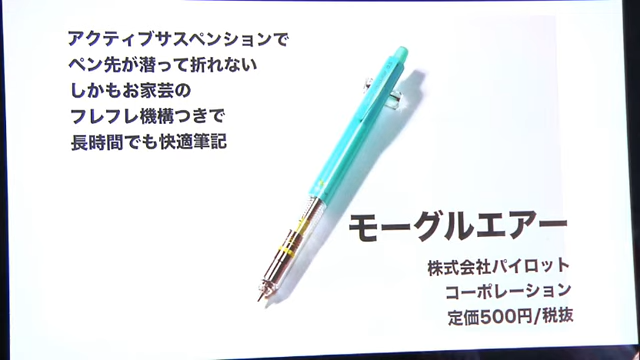 アクティブサスペンションで
ペン先が潜って折れない
しかもお家芸の
フレフレ機構つきで
長時間でも快適筆記
モーグルエアー
株式会社パイロット
コーポレーション
定価500円/税抜